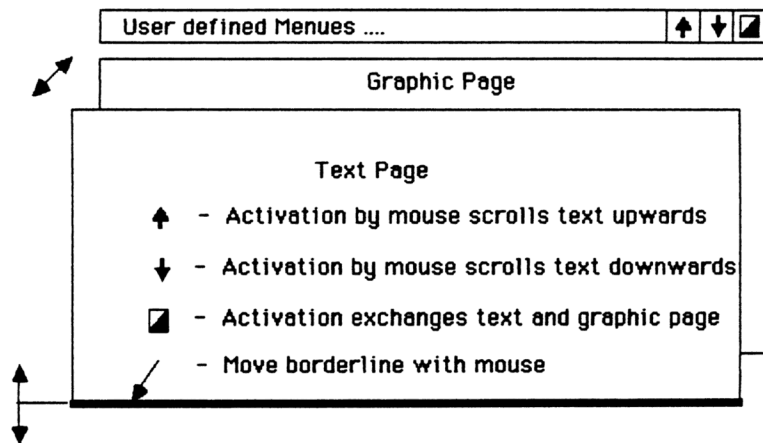 User defined Menues ....
Graphic Page
Text Page
- Activation by mouse scrolls text upwards
- Activation by mouse scrolls text downwards
- Activation exchanges text and graphic page
- Move borderline with mouse